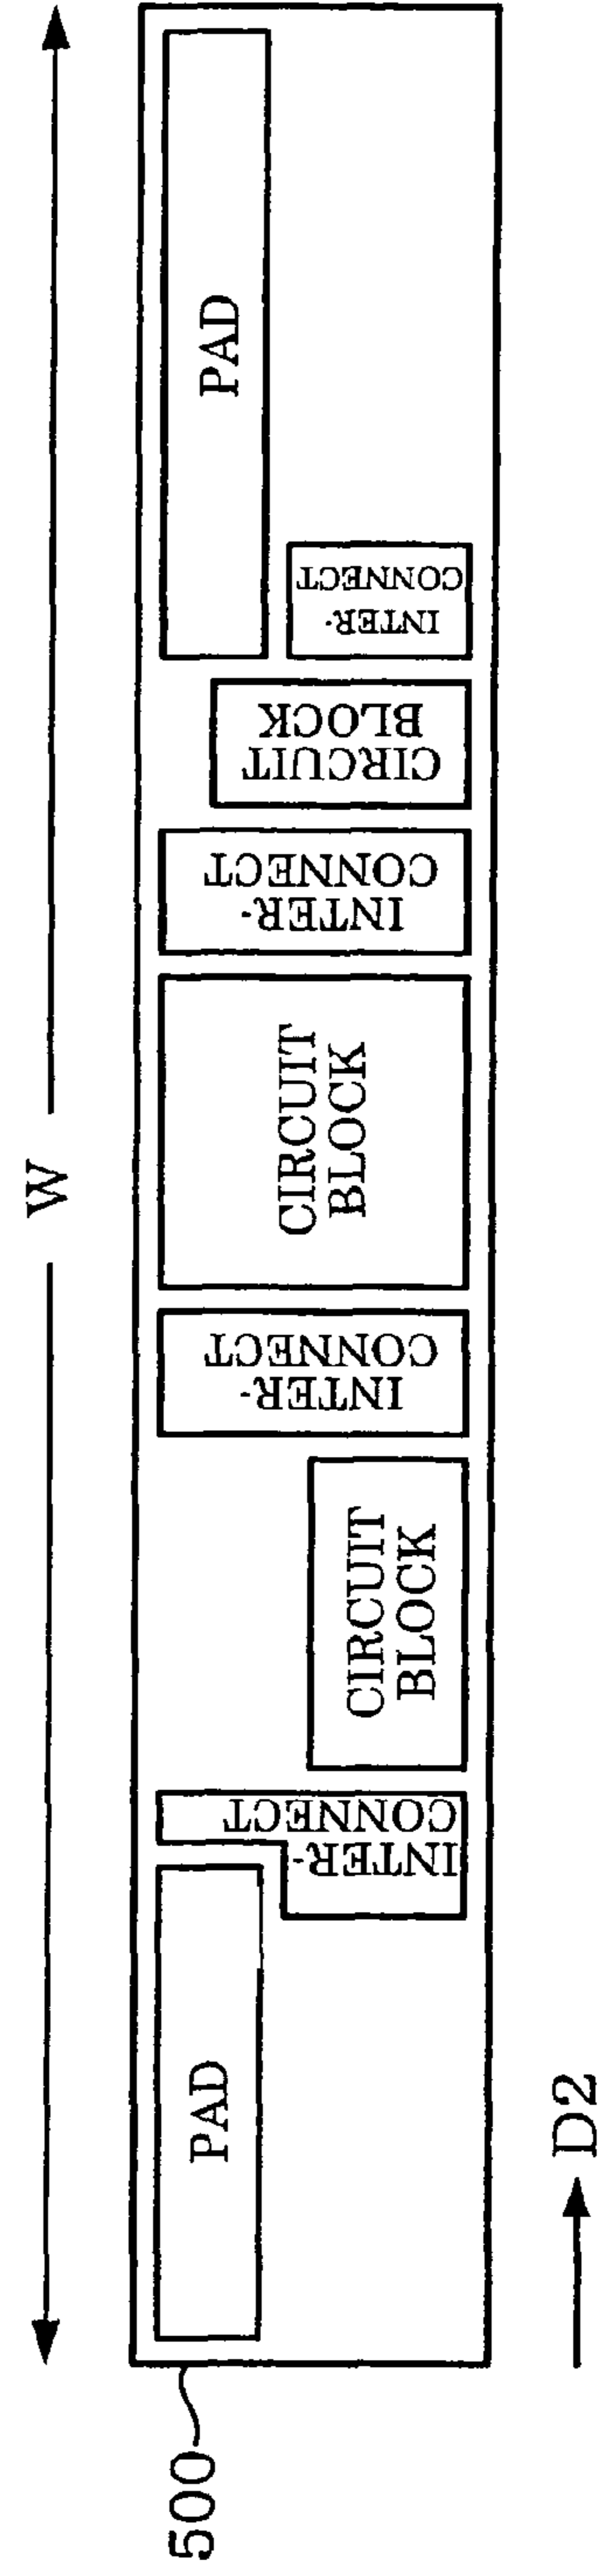 W
PAD
INTER-
CONNECT
CIRCUIT
BLOCK
INTER-
CONNECT
CIRCUIT
BLOCK
INTER-
CONNECT
CIRCUIT
BLOCK
INTER-
CONNECT
PAD
500
D2